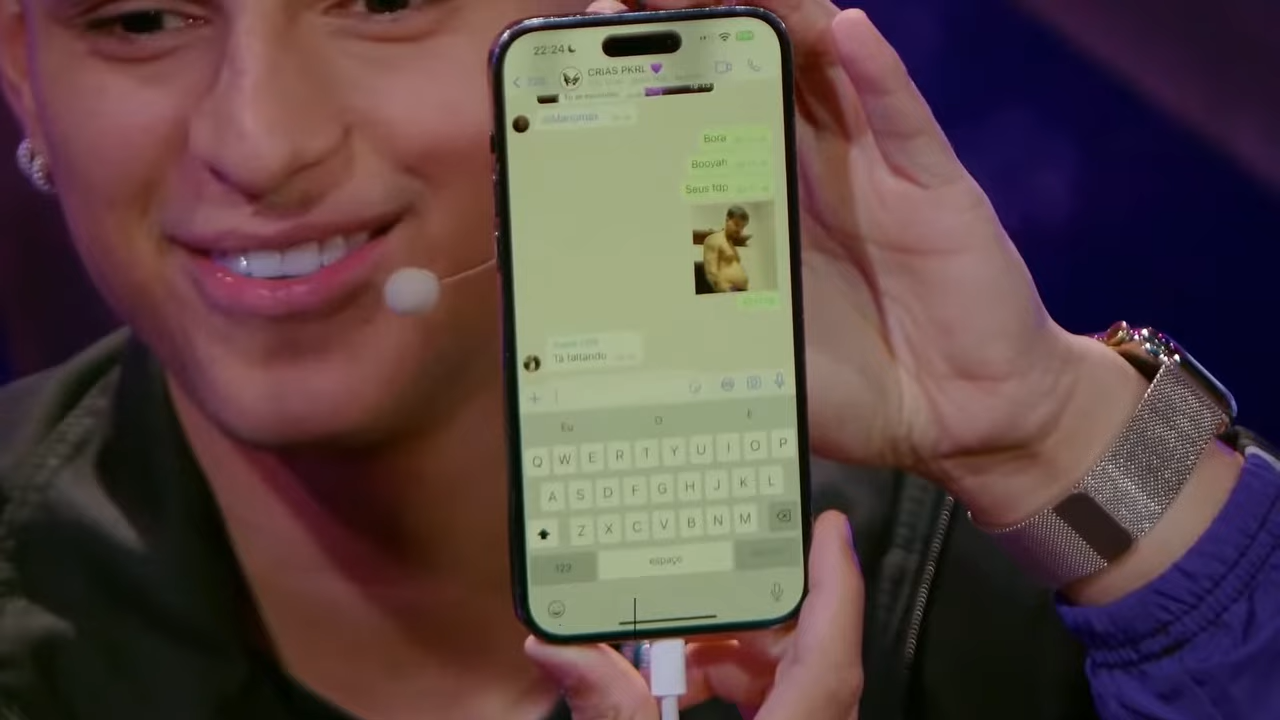 22:24
CRIAS PKRL 💜
Bora
Booyah
Seus fdp
Tá faltando
Eu
O
É
Q W E R T Y U I O P
A S D F G H J K L
Z X C V B N M
123
espaço